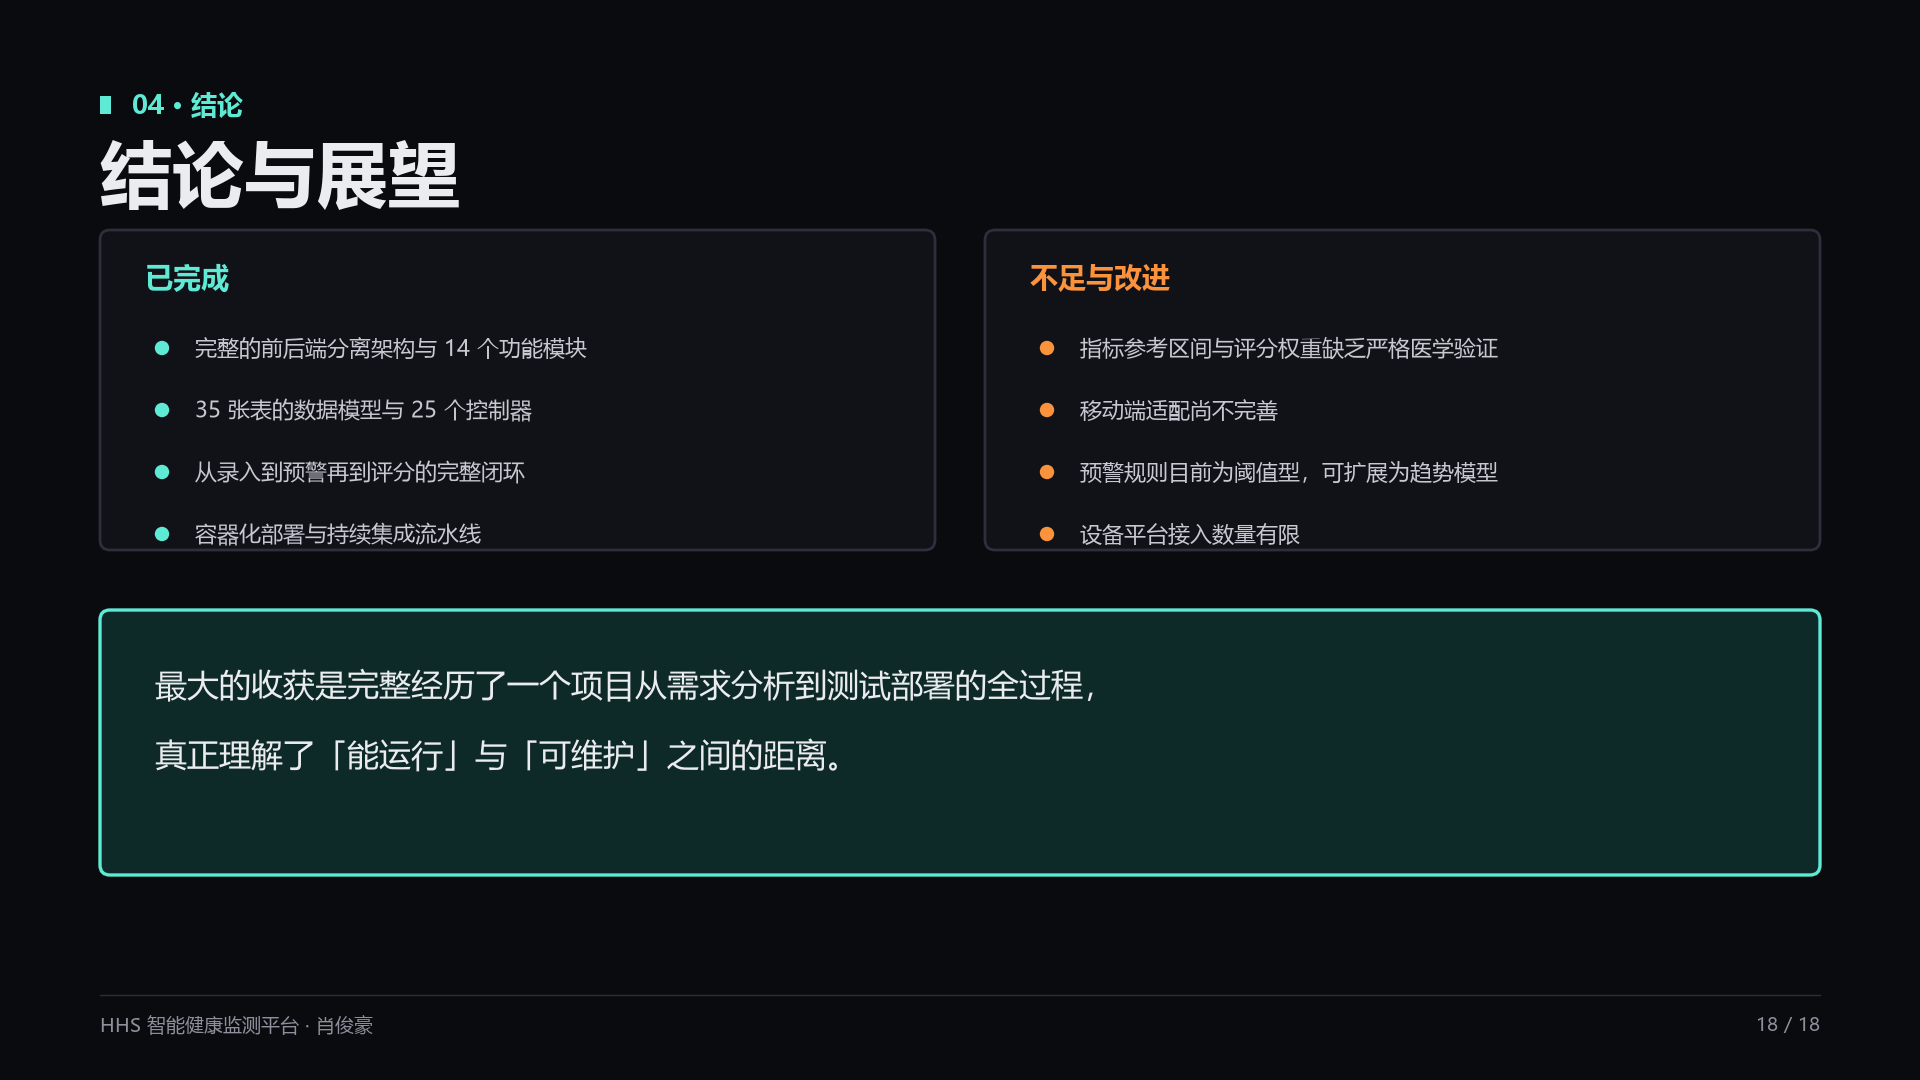 04 · 结论
结论与展望
已完成
完整的前后端分离架构与 14 个功能模块
35 张表的数据模型与 25 个控制器
从录入到预警再到评分的完整闭环
容器化部署与持续集成流水线
不足与改进
指标参考区间与评分权重缺乏严格医学验证
移动端适配尚不完善
预警规则目前为阈值型，可扩展为趋势模型
设备平台接入数量有限
最大的收获是完整经历了一个项目从需求分析到测试部署的全过程，
真正理解了「能运行」与「可维护」之间的距离。
HHS 智能健康监测平台 · 肖俊豪
18 / 18